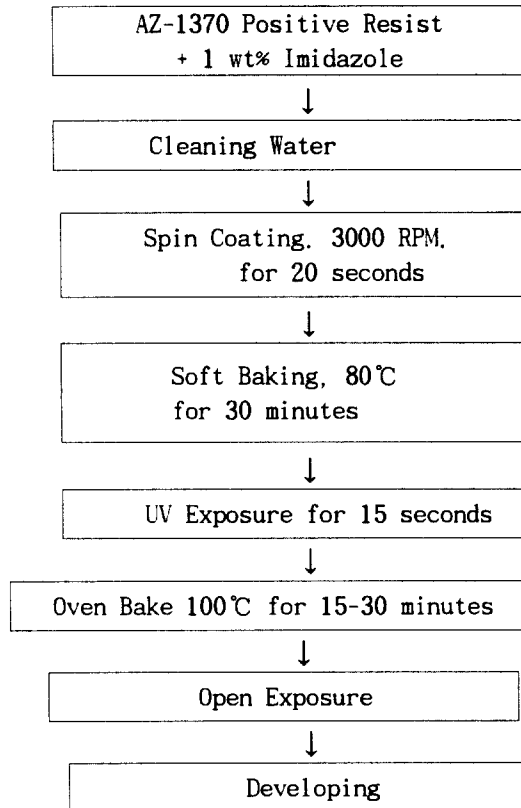 AZ-1370 Positive Resist
+ 1 wt% Imidazole
↓
Cleaning Water
↓
Spin Coating. 3000 RPM.
for 20 seconds
↓
Soft Baking, 80℃
for 30 minutes
↓
UV Exposure for 15 seconds
↓
Oven Bake 100℃ for 15-30 minutes
↓
Open Exposure
↓
Developing